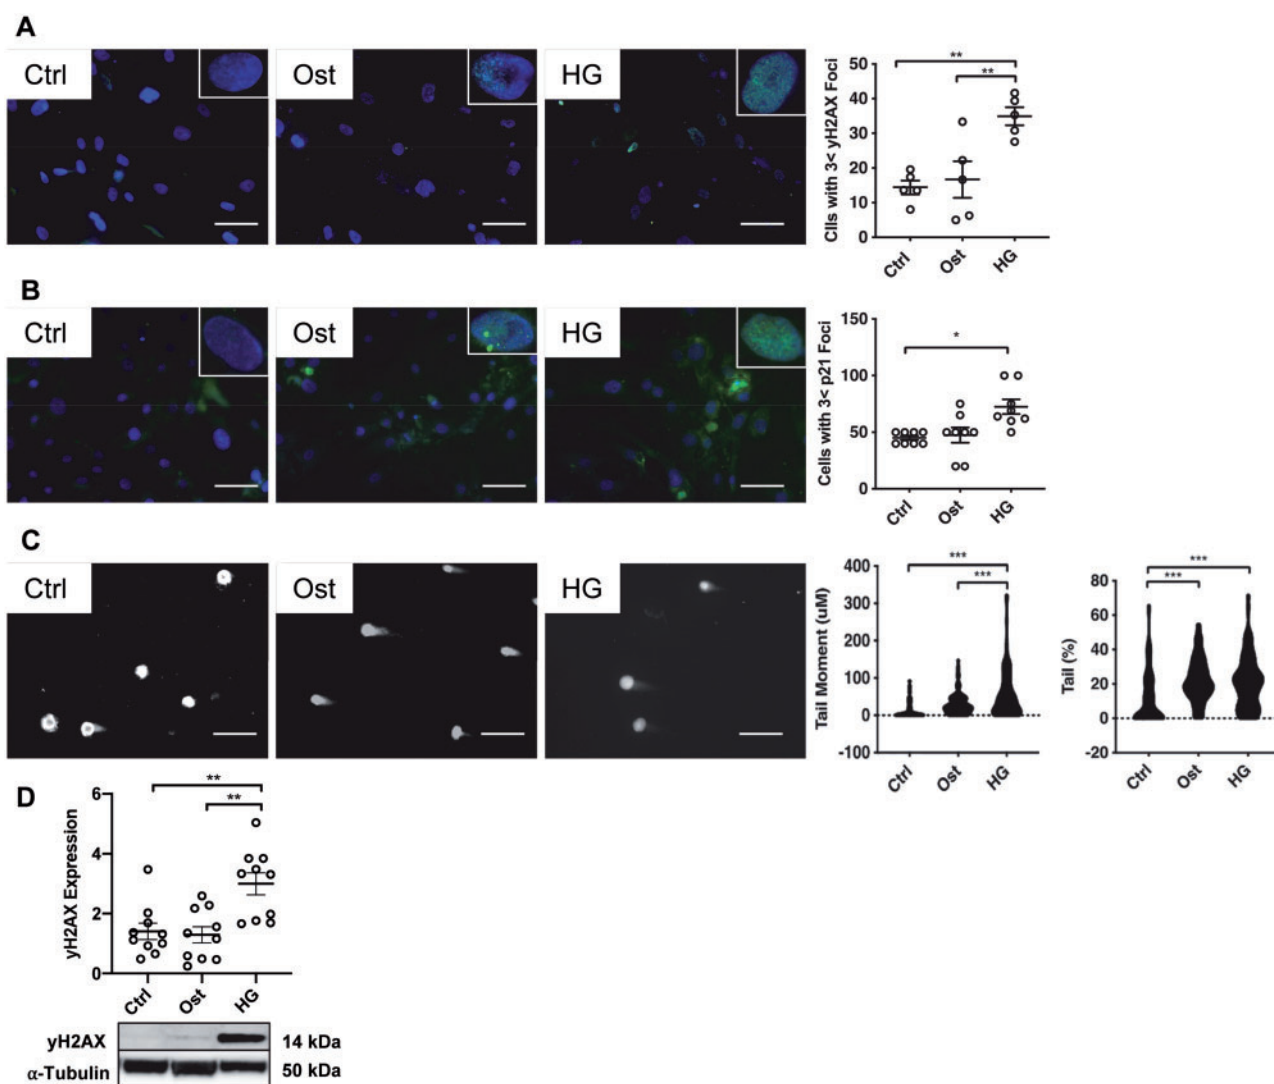 A
Ctrl
Ost
HG
Clls with 3< yH2AX Foci
50
40
30
20
10
0
**
**
Ctrl
Ost
HG
B
Ctrl
Ost
HG
Cells with 3< p21 Foci
150
100
50
0
*
Ctrl
Ost
HG
C
Ctrl
Ost
HG
Tail Moment (uM)
400
300
200
100
0
-100
***
***
Ctrl
Ost
HG
Tail (%)
80
60
40
20
0
-20
***
***
Ctrl
Ost
HG
D
yH2AX Expression
6
4
2
0
**
**
Ctrl
Ost
HG
yH2AX
14 kDa
α-Tubulin
50 kDa